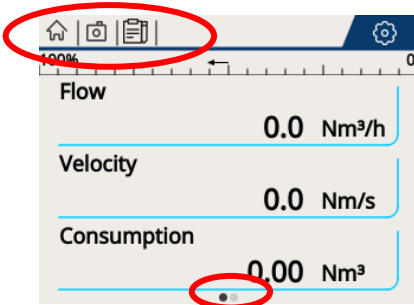 100% 0
Flow
0.0 Nm³/h
Velocity
0.0 Nm/s
Consumption
0.00 Nm³